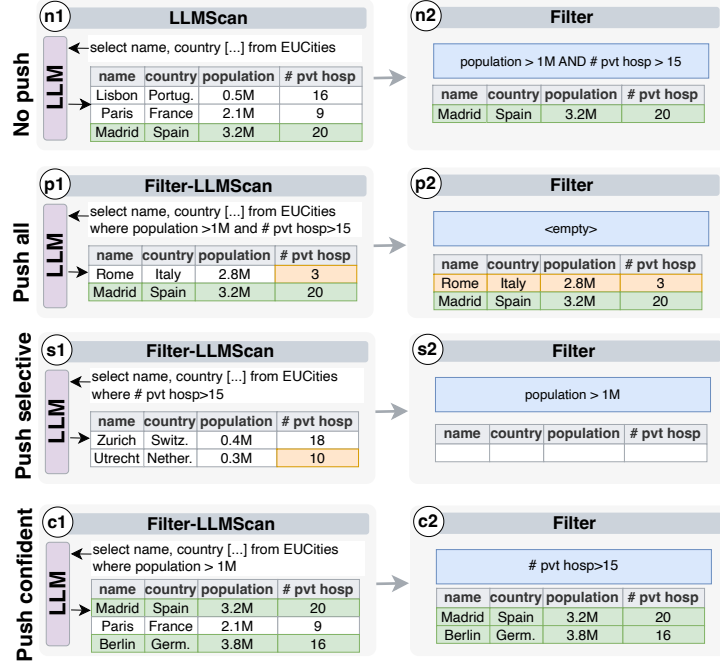 No push
n1
LLMScan
LLM
select name, country [...] from EUCities
name country population # pvt hosp
Lisbon Portug. 0.5M 16
Paris France 2.1M 9
Madrid Spain 3.2M 20
n2
Filter
population > 1M AND # pvt hosp > 15
name country population # pvt hosp
Madrid Spain 3.2M 20
Push all
p1
Filter-LLMScan
LLM
select name, country [...] from EUCities
where population >1M and # pvt hosp>15
name country population # pvt hosp
Rome Italy 2.8M 3
Madrid Spain 3.2M 20
p2
Filter
<empty>
name country population # pvt hosp
Rome Italy 2.8M 3
Madrid Spain 3.2M 20
Push selective
s1
Filter-LLMScan
LLM
select name, country [...] from EUCities
where # pvt hosp>15
name country population # pvt hosp
Zurich Switz. 0.4M 18
Utrecht Nether. 0.3M 10
s2
Filter
population > 1M
name country population # pvt hosp
Push confident
c1
Filter-LLMScan
LLM
select name, country [...] from EUCities
where population > 1M
name country population # pvt hosp
Madrid Spain 3.2M 20
Paris France 2.1M 9
Berlin Germ. 3.8M 16
c2
Filter
# pvt hosp>15
name country population # pvt hosp
Madrid Spain 3.2M 20
Berlin Germ. 3.8M 16